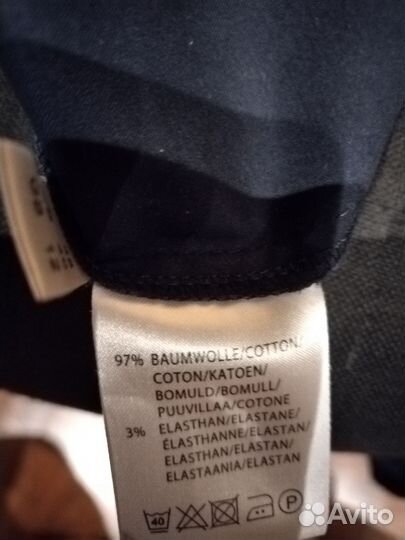 97% BAUMWOLLE/COTTON/
COTON/KATOEN/
BOMULD/BOMULL/
PUUVILLAA/COTONE
3% ELASTHAN/ELASTANE/
ÉLASTHANNE/ELASTAN/
ELASTHAN/ELASTAN/
ELASTAANIA/ELASTAN
40 P
Avito